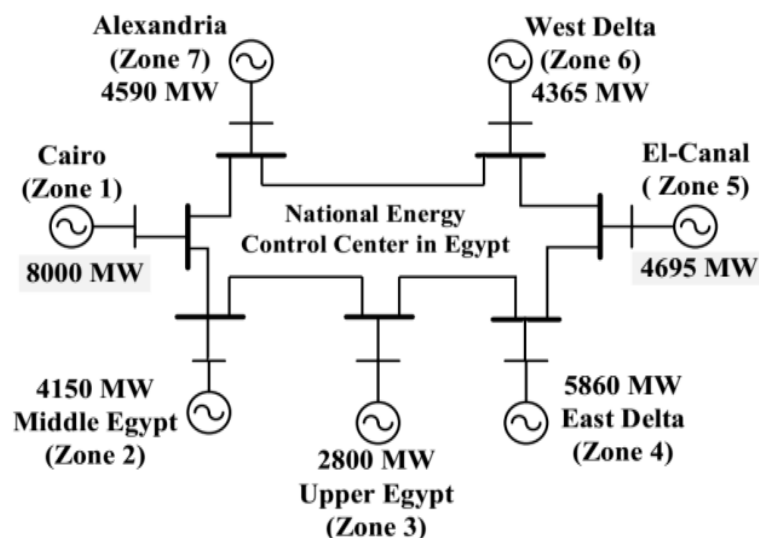 Alexandria
(Zone 7)
4590 MW
West Delta
(Zone 6)
4365 MW
Cairo
(Zone 1)
8000 MW
National Energy
Control Center in Egypt
El-Canal
( Zone 5)
4695 MW
4150 MW
Middle Egypt
(Zone 2)
2800 MW
Upper Egypt
(Zone 3)
5860 MW
East Delta
(Zone 4)